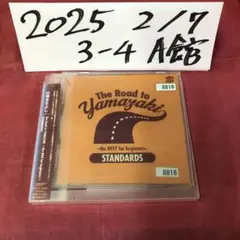 2025 2/7
3-4 A館
The Road to
Yamazaki
~the BEST for beginners~
STANDARDS
8816
8816